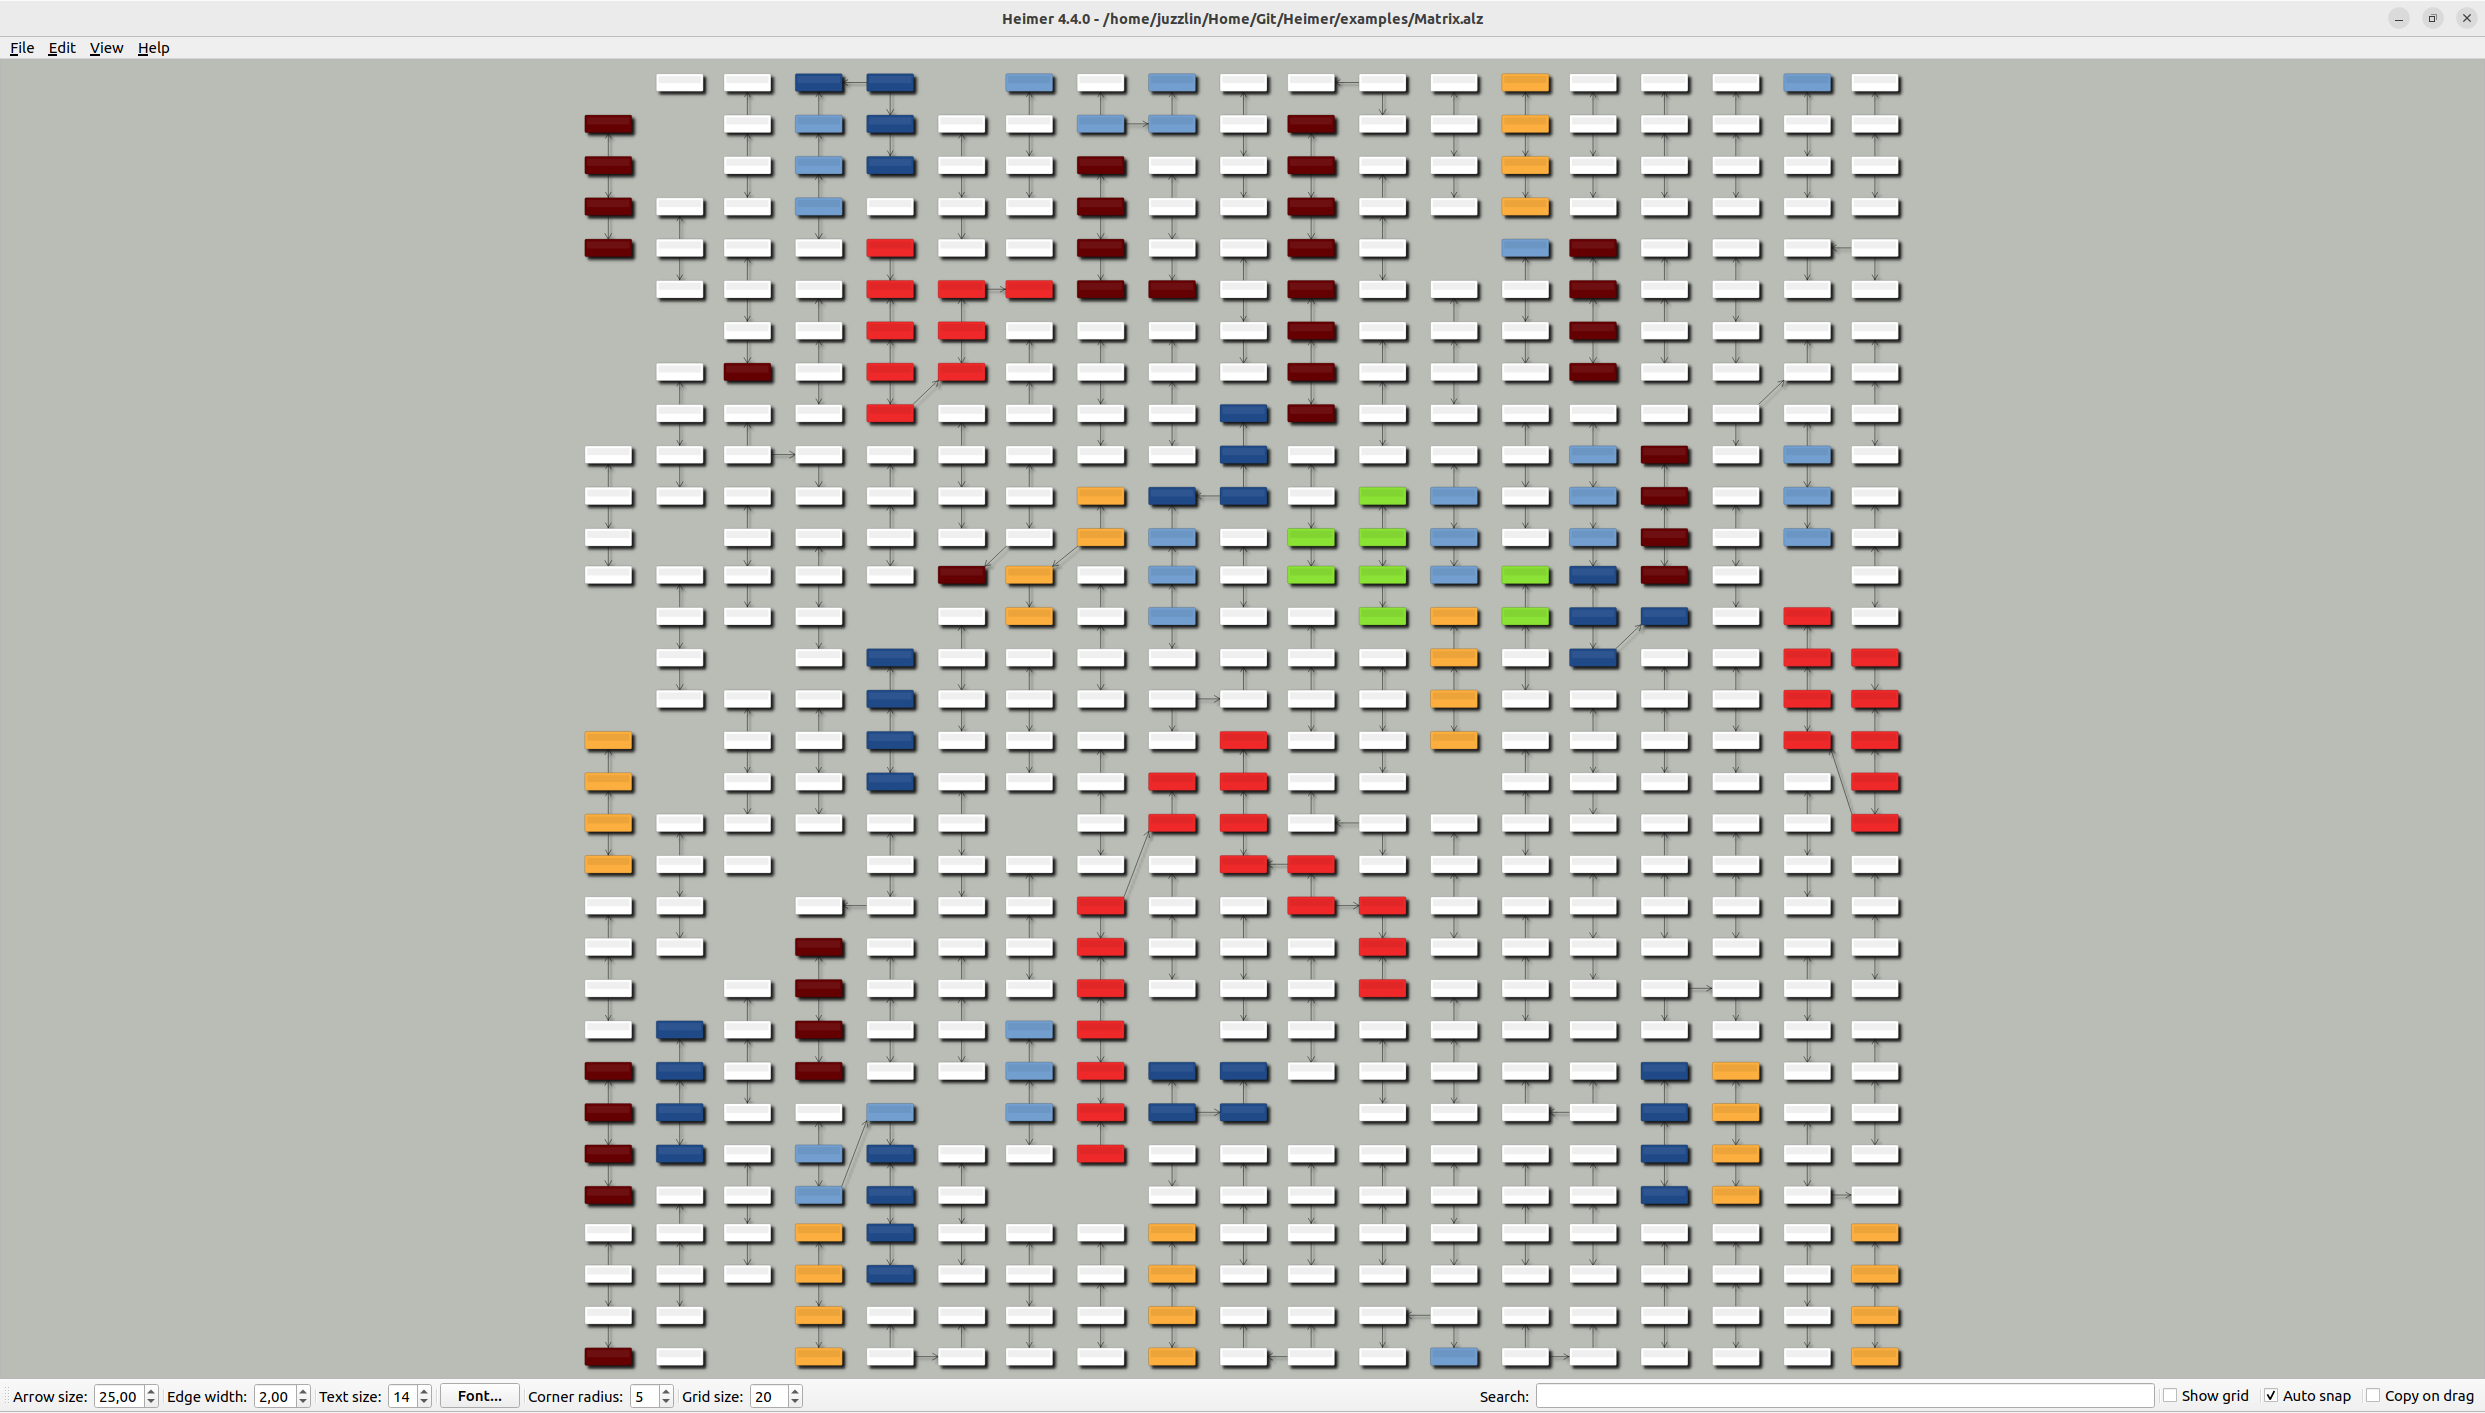 Heimer 4.4.0 - /home/juzzlin/Home/Git/Heimer/examples/Matrix.alz
File Edit View Help
Arrow size: 25,00 Edge width: 2,00 Text size: 14 Font... Corner radius: 5 Grid size: 20 Search: Show grid Auto snap Copy on drag